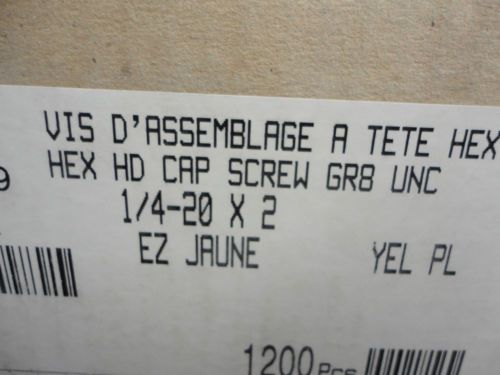 VIS D'ASSEMBLAGE A TETE HEX
HEX HD CAP SCREW GR8 UNC
9
1/4-20 X 2
EZ JAUNE YEL PL
1200 Pcs